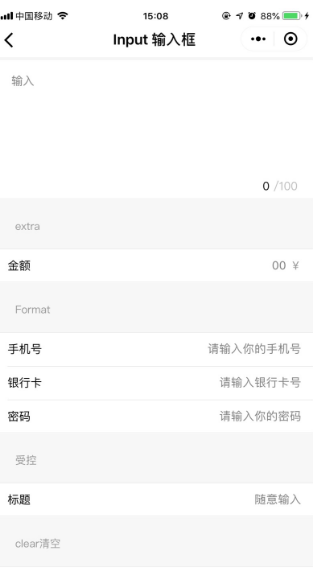 中国移动 15:08 88%
Input 输入框
输入
0 /100
extra
金额 00 ¥
Format
手机号 请输入你的手机号
银行卡 请输入银行卡号
密码 请输入你的密码
受控
标题 随意输入
clear清空